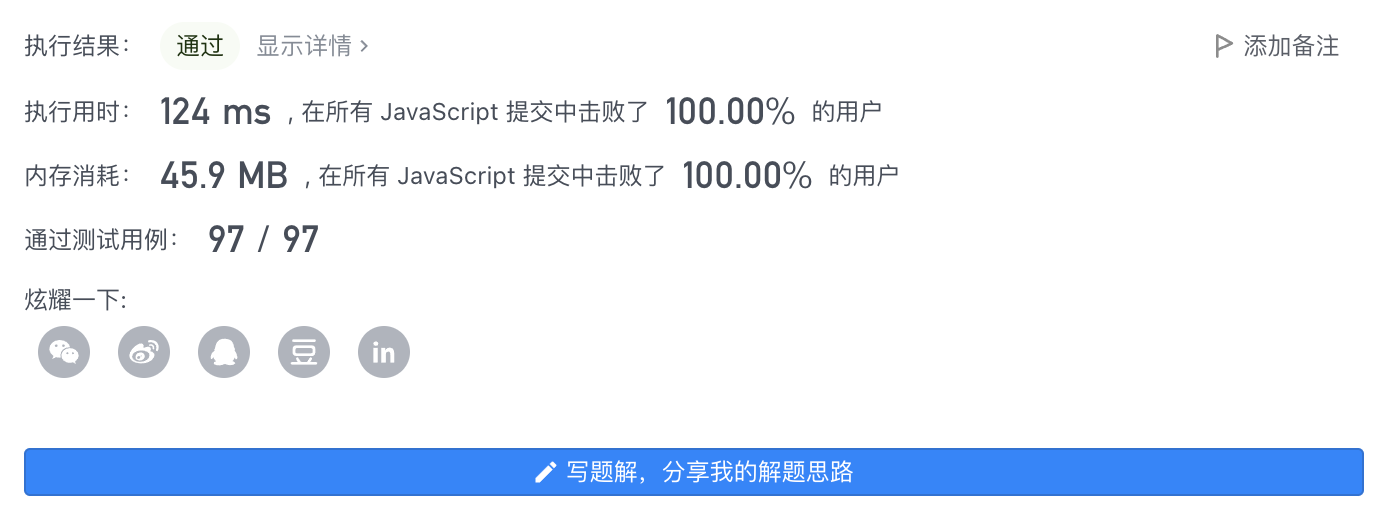 执行结果： 通过 显示详情 > 添加备注
执行用时： 124 ms , 在所有 JavaScript 提交中击败了 100.00% 的用户
内存消耗： 45.9 MB , 在所有 JavaScript 提交中击败了 100.00% 的用户
通过测试用例： 97 / 97
炫耀一下:
豆 in
写题解，分享我的解题思路